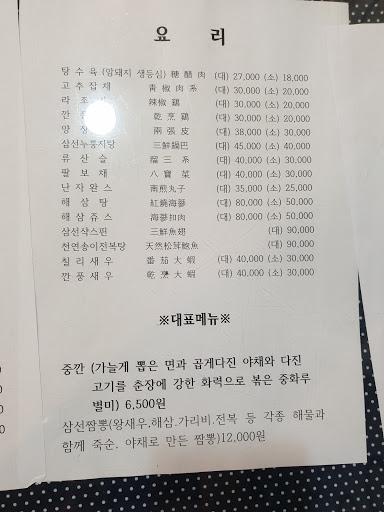 요 리
탕수육 (암돼지 생등심) 糖醋肉 (대) 27,000 (소) 18,000
고추잡채 靑椒肉系 (대) 30,000 (소) 20,000
라조 辣椒鷄 (대) 30,000 (소) 20,000
깐 乾烹鷄 (대) 30,000 (소) 20,000
양장 兩張皮 (대) 38,000 (소) 30,000
삼선누룽지탕 三鮮鍋巴 (대) 45,000 (소) 40,000
류산슬 溜三系 (대) 40,000 (소) 30,000
팔보채 八寶菜 (대) 40,000 (소) 30,000
난자완스 南煎丸子 (대) 35,000 (소) 25,000
해삼탕 紅燒海蔘 (대) 80,000 (소) 50,000
해삼쥬스 海蔘扣肉 (대) 80,000 (소) 50,000
삼선샥스핀 三鮮魚翅 (대) 90,000
천연송이전복탕 天然松茸鮑魚 (대) 90,000
칠리새우 番茄大蝦 (대) 40,000 (소) 30,000
깐풍새우 乾烹大蝦 (대) 40,000 (소) 30,000
※대표메뉴※
중깐 (가늘게 뽑은 면과 곱게다진 야채와 다진
고기를 춘장에 강한 화력으로 볶은 중화루
별미) 6,500원
삼선짬뽕(왕새우.해삼.가리비.전복 등 각종 해물과
함께 죽순. 야채로 만든 짬뽕)12,000원